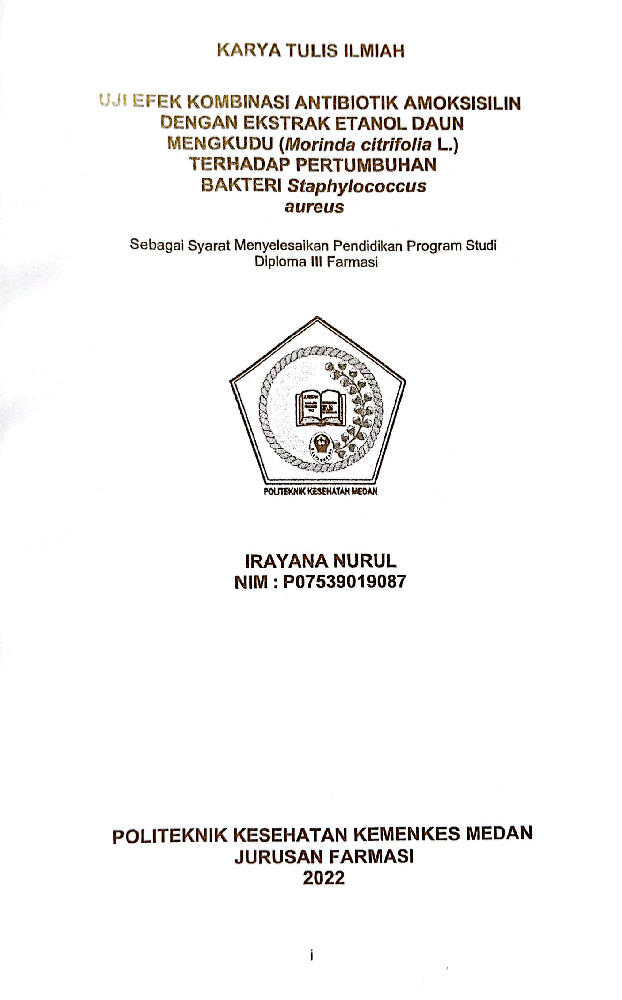 KARYA TULIS ILMIAH
UJI EFEK KOMBINASI ANTIBIOTIK AMOKSISILIN
DENGAN EKSTRAK ETANOL DAUN
MENGKUDU (Morinda citrifolia L.)
TERHADAP PERTUMBUHAN
BAKTERI Staphylococcus
aureus
Sebagai Syarat Menyelesaikan Pendidikan Program Studi
Diploma III Farmasi
POLITEKNIK KESEHATAN MEDAN
IRAYANA NURUL
NIM : P07539019087
POLITEKNIK KESEHATAN KEMENKES MEDAN
JURUSAN FARMASI
2022
i